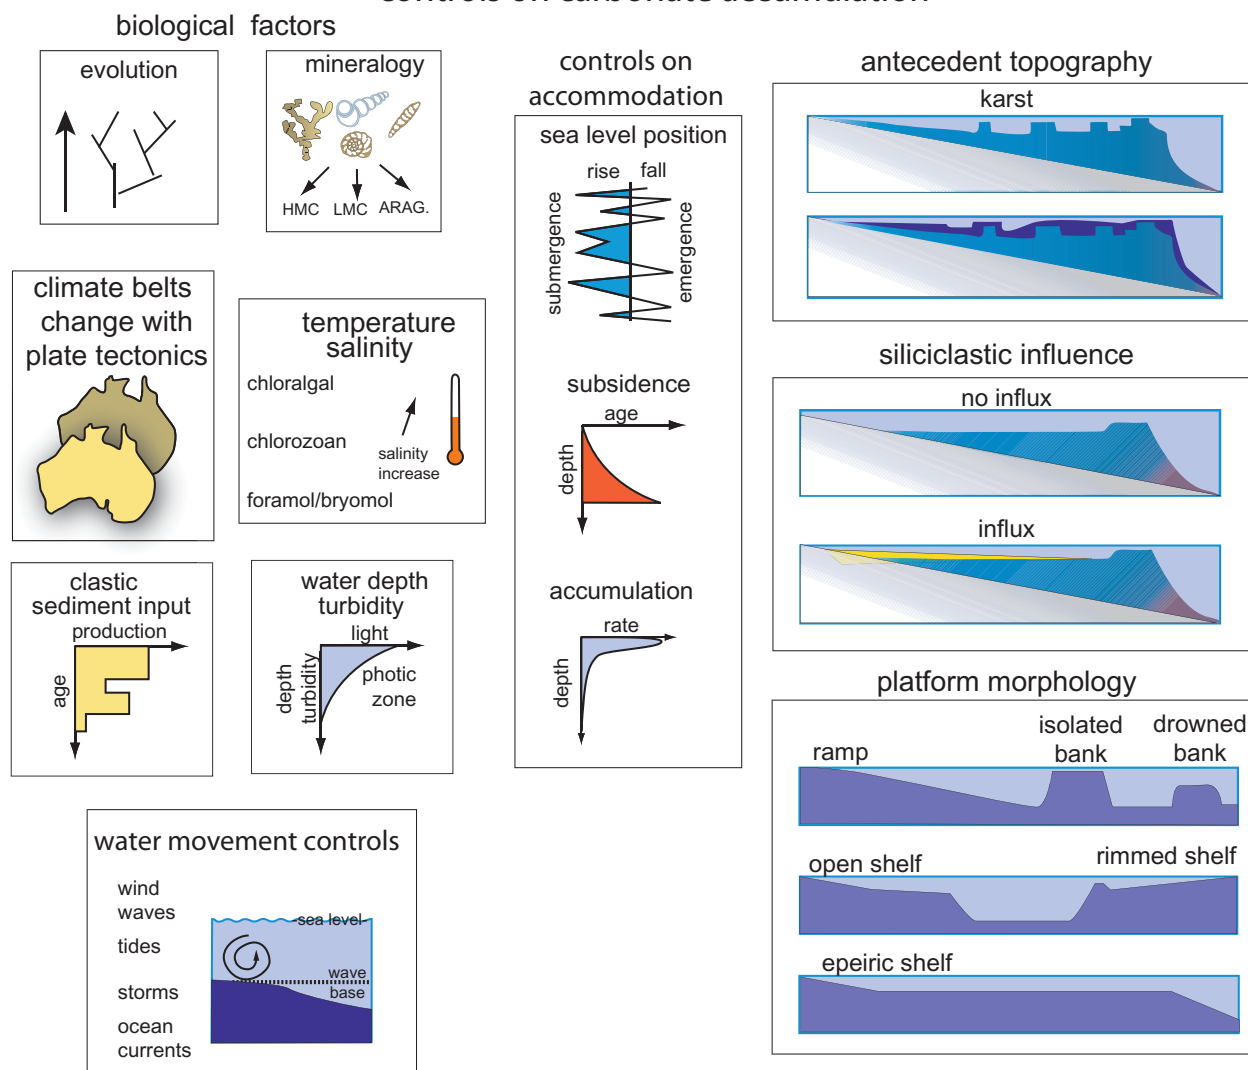 controls on carbonate accumulation
biological factors
evolution
mineralogy
HMC LMC ARAG.
climate belts
change with
plate tectonics
temperature
salinity
chloralgal
chlorozoan
foramol/bryomol
salinity
increase
clastic
sediment input
production
age
water depth
turbidity
light
depth
turbidity
photic
zone
water movement controls
wind
waves
tides
storms
ocean
currents
-sea level-
wave
base
controls on
accommodation
sea level position
rise fall
submergence
emergence
subsidence
age
depth
accumulation
rate
depth
antecedent topography
karst
siliciclastic influence
no influx
influx
platform morphology
ramp
isolated
bank
drowned
bank
open shelf
rimmed shelf
epeiric shelf